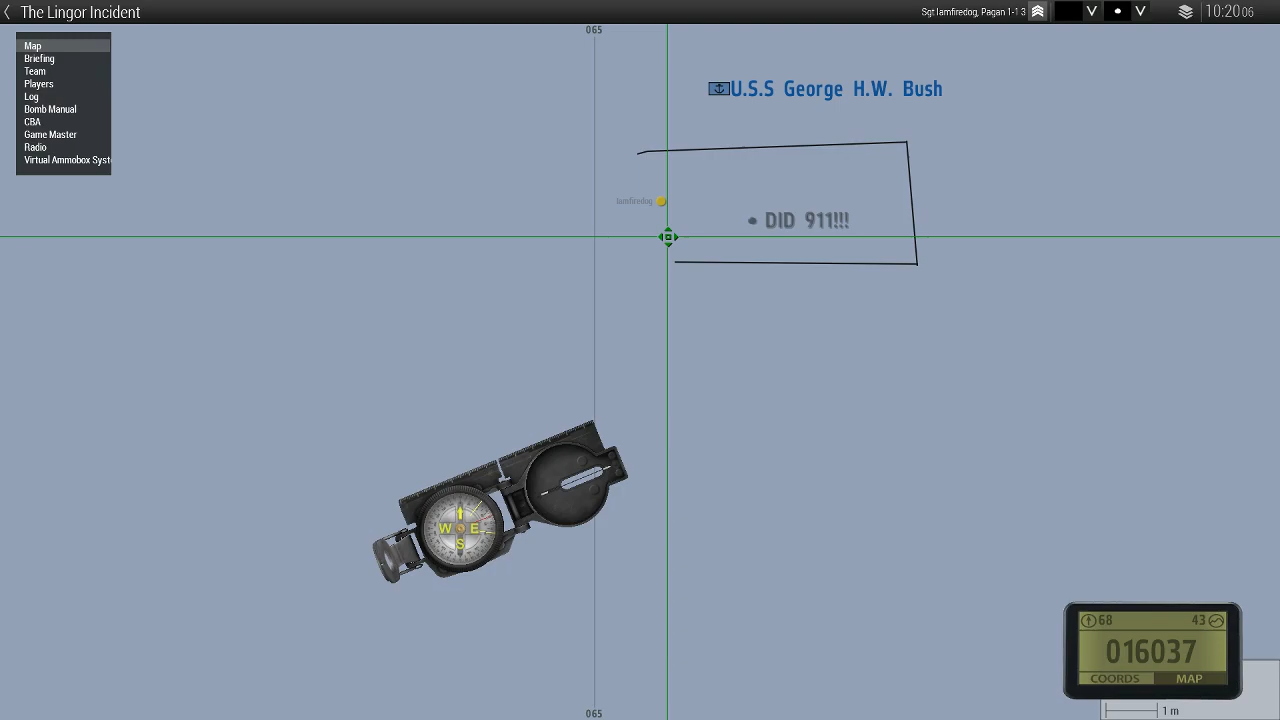 The Lingor Incident
Sgt Iamfiredog, Pagan 1-1 3
10:20 06
065
Map
Briefing
Team
Players
Log
Bomb Manual
CBA
Game Master
Radio
Virtual Ammobox Syst
U.S.S George H.W. Bush
Iamfiredog
DID 911!!!
W E
S
68 43
016037
COORDS MAP
1 m
065